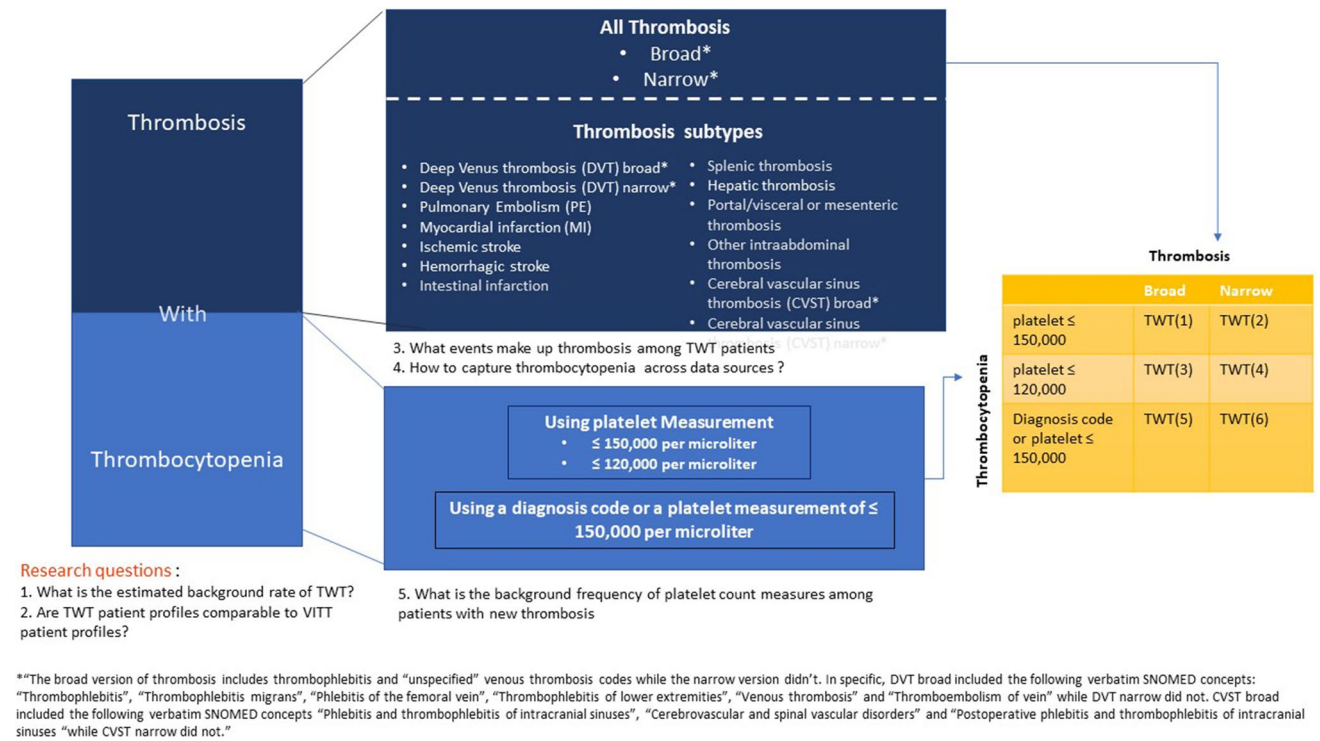 All Thrombosis
• Broad*
• Narrow*
Thrombosis subtypes
• Deep Venus thrombosis (DVT) broad*
• Deep Venus thrombosis (DVT) narrow*
• Pulmonary Embolism (PE)
• Myocardial infarction (MI)
• Ischemic stroke
• Hemorrhagic stroke
• Intestinal infarction
• Splenic thrombosis
• Hepatic thrombosis
• Portal/visceral or mesenteric
thrombosis
• Other intraabdominal
thrombosis
• Cerebral vascular sinus
thrombosis (CVST) broad*
• Cerebral vascular sinus
thrombosis (CVST) narrow*
Thrombosis
With
Thrombocytopenia
3. What events make up thrombosis among TWT patients
4. How to capture thrombocytopenia across data sources ?
Using platelet Measurement
• ≤ 150,000 per microliter
• ≤ 120,000 per microliter
Using a diagnosis code or a platelet measurement of ≤
150,000 per microliter
Thrombosis
Thrombocytopenia
Broad Narrow
platelet ≤
150,000
TWT(1) TWT(2)
platelet ≤
120,000
TWT(3) TWT(4)
Diagnosis code
or platelet ≤
150,000
TWT(5) TWT(6)
Research questions :
1. What is the estimated background rate of TWT?
2. Are TWT patient profiles comparable to VITT
patient profiles?
5. What is the background frequency of platelet count measures among
patients with new thrombosis
*“The broad version of thrombosis includes thrombophlebitis and “unspecified” venous thrombosis codes while the narrow version didn’t. In specific, DVT broad included the following verbatim SNOMED concepts:
“Thrombophlebitis”, “Thrombophlebitis migrans”, “Phlebitis of the femoral vein”, “Thrombophlebitis of lower extremities”, “Venous thrombosis” and “Thromboembolism of vein” while DVT narrow did not. CVST broad
included the following verbatim SNOMED concepts “Phlebitis and thrombophlebitis of intracranial sinuses”, “Cerebrovascular and spinal vascular disorders” and “Postoperative phlebitis and thrombophlebitis of intracranial
sinuses “while CVST narrow did not.”